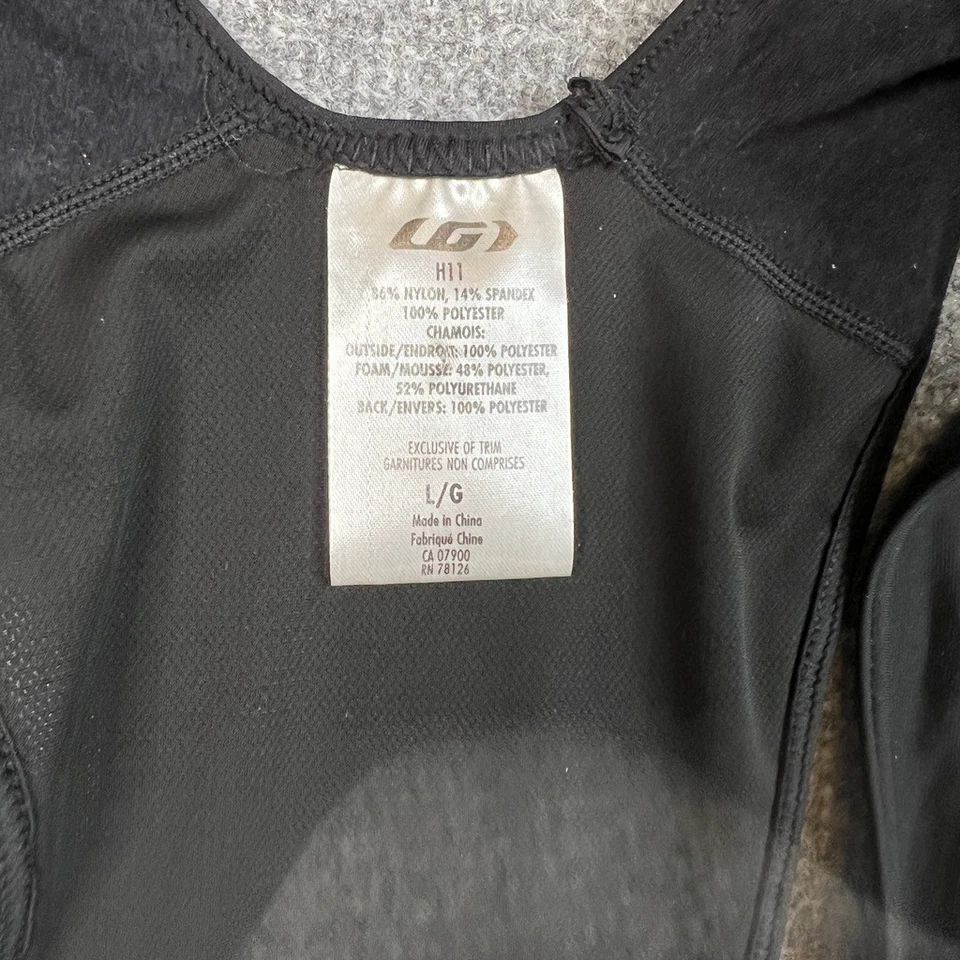 LG
H11
86% NYLON, 14% SPANDEX
100% POLYESTER
CHAMOIS:
OUTSIDE/ENDROIT: 100% POLYESTER
FOAM/MOUSSE: 48% POLYESTER,
52% POLYURETHANE
BACK/ENVERS: 100% POLYESTER
EXCLUSIVE OF TRIM
GARNITURES NON COMPRISES
L/G
Made in China
Fabriqué Chine
CA 07900
RN 78126